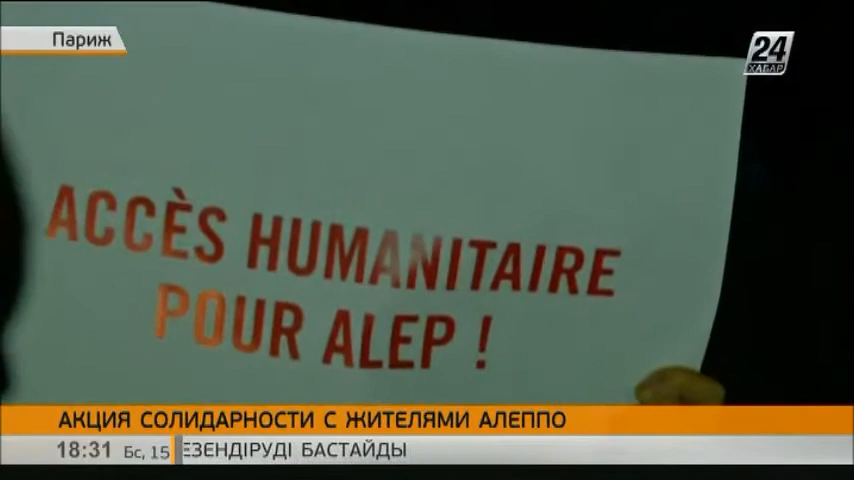 Париж
24
ХАБАР
ACCÈS HUMANITAIRE
POUR ALEP !
АКЦИЯ СОЛИДАРНОСТИ С ЖИТЕЛЯМИ АЛЕППО
18:31 Бс, 15 ЕЗЕНДІРУДІ БАСТАЙДЫ